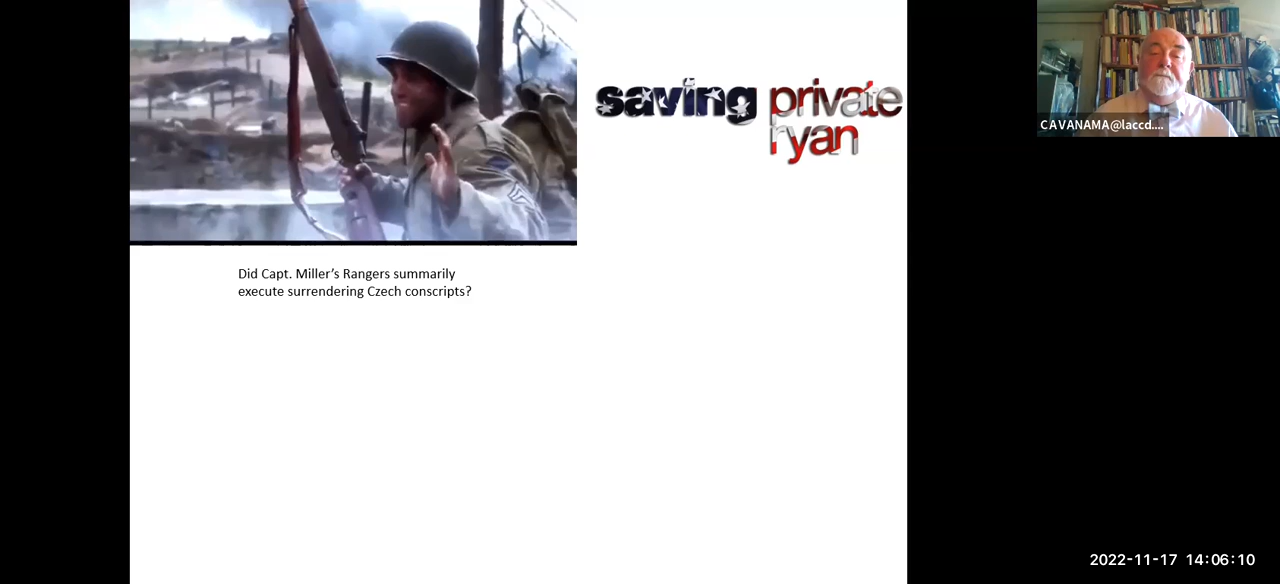 saving private
ryan
CAVANAMA@laccd....
Did Capt. Miller’s Rangers summarily
execute surrendering Czech conscripts?
2022-11-17 14:06:10